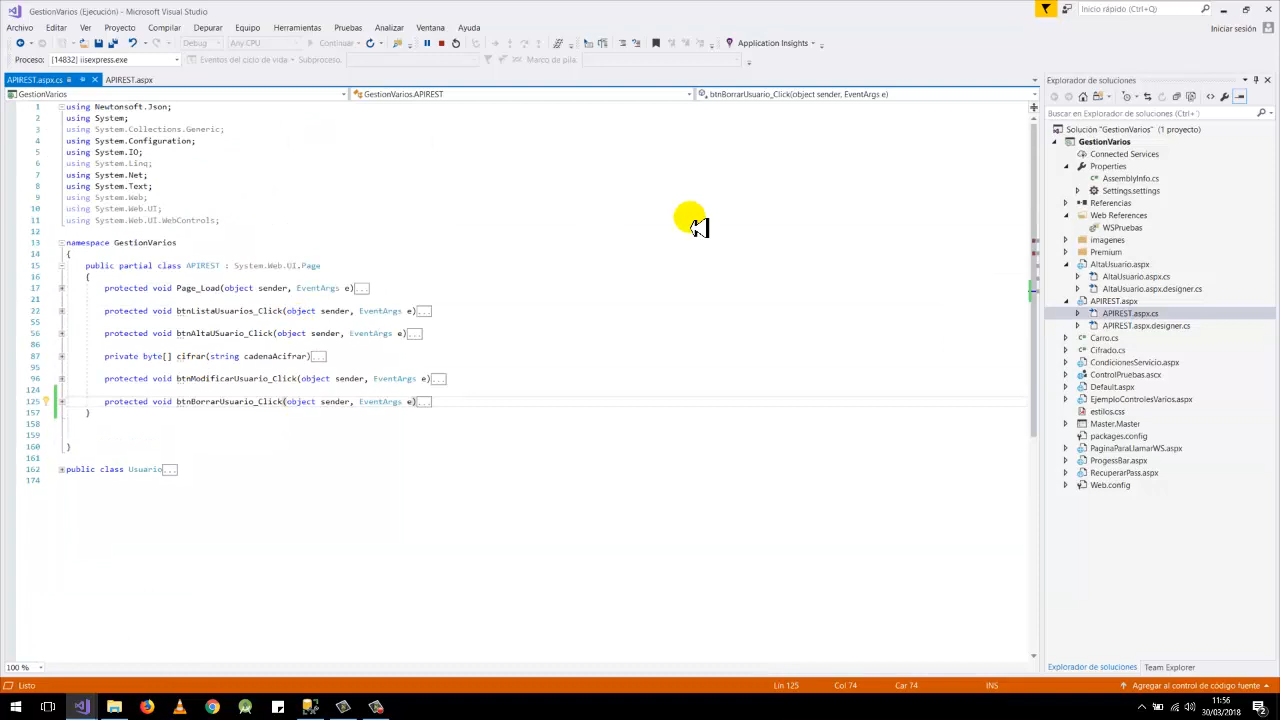 GestionVarios (Ejecución) - Microsoft Visual Studio
Inicio rápido (Ctrl+Q)
Archivo Editar Ver Proyecto Compilar Depurar Equipo Herramientas Pruebas Analizar Ventana Ayuda
Iniciar sesión
Debug Any CPU Continuar Application Insights
Proceso: [14832] iisexpress.exe Eventos del ciclo de vida Subproceso: Marco de pila:
APIREST.aspx.cs APIREST.aspx
GestionVarios GestionVarios.APIREST btnBorrarUsuario_Click(object sender, EventArgs e)
1 using Newtonsoft.Json;
2 using System;
3 using System.Collections.Generic;
4 using System.Configuration;
5 using System.IO;
6 using System.Linq;
7 using System.Net;
8 using System.Text;
9 using System.Web;
10 using System.Web.UI;
11 using System.Web.UI.WebControls;
12
13 namespace GestionVarios
14 {
15 public partial class APIREST : System.Web.UI.Page
16 {
17 protected void Page_Load(object sender, EventArgs e)...
21
22 protected void btnListaUsuarios_Click(object sender, EventArgs e)...
55
56 protected void btnAltaUSuario_Click(object sender, EventArgs e)...
86
87 private byte[] cifrar(string cadenaAcifrar)...
95
96 protected void btnModificarUsuario_Click(object sender, EventArgs e)...
124
125 protected void btnBorrarUsuario_Click(object sender, EventArgs e)...
157 }
158
159
160 }
161
162 public class Usuario...
174
100 %
Explorador de soluciones
Buscar en Explorador de soluciones (Ctrl+´)
Solución "GestionVarios" (1 proyecto)
GestionVarios
Connected Services
Properties
AssemblyInfo.cs
Settings.settings
Referencias
Web References
WSPruebas
imagenes
Premium
AltaUsuario.aspx
AltaUsuario.aspx.cs
AltaUsuario.aspx.designer.cs
APIREST.aspx
APIREST.aspx.cs
APIREST.aspx.designer.cs
Carro.cs
Cifrado.cs
CondicionesServicio.aspx
ControlPruebas.ascx
Default.aspx
EjemploControlesVarios.aspx
estilos.css
Master.Master
packages.config
PaginaParaLlamarWS.aspx
ProgessBar.aspx
RecuperarPass.aspx
Web.config
Explorador de soluciones Team Explorer
Listo Lín 125 Col 74 Car 74 INS Agregar al control de código fuente
11:56
30/03/2018
2